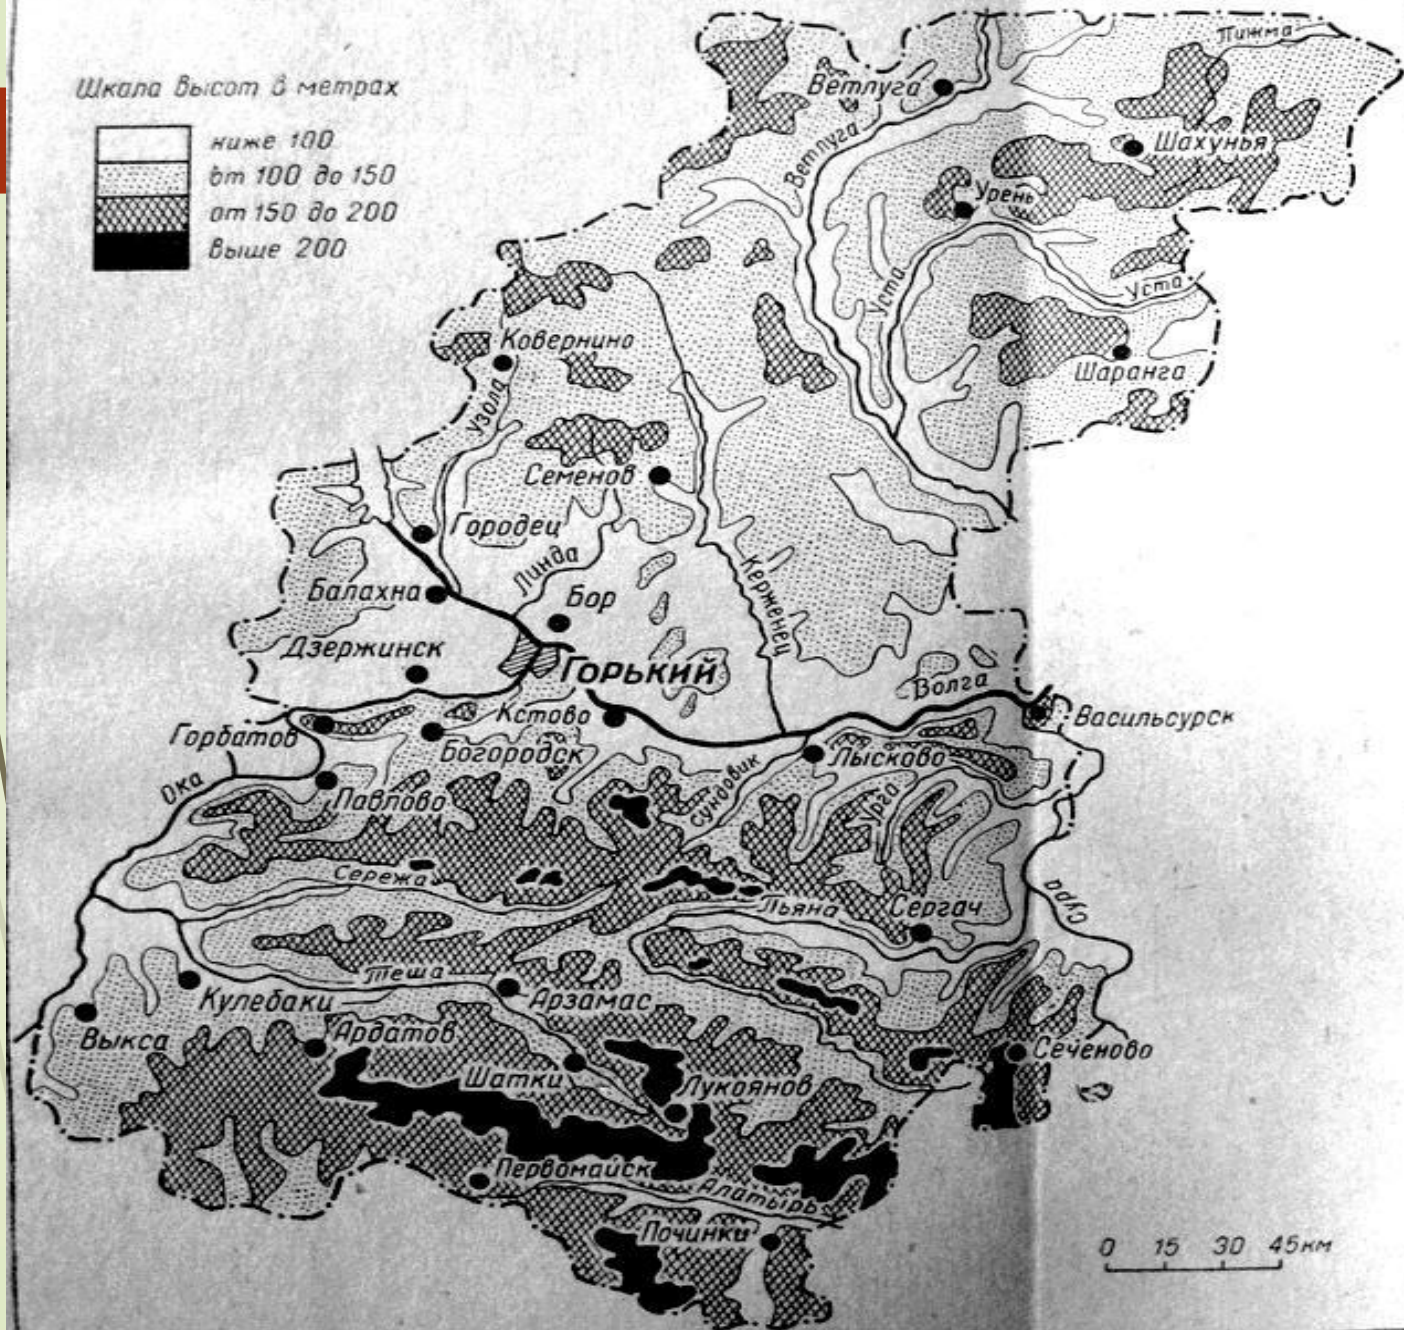 Шкала высот в метрах
ниже 100
от 100 до 150
от 150 до 200
выше 200
Пижма
Ветлуга
Ветлуга
Шахунья
Урень
Уста
Уста
Ковернино
Шаранга
Узола
Семенов
Городец
Линда
Керженец
Балахна
Бор
Дзержинск
ГОРЬКИЙ
Волга
Кстово
Васильсурск
Горбатов
Богородск
Лысково
Ока
Павлово
Сундовик
Урга
Сережа
Пьяна
Сергач
Сура
Теша
Кулебаки
Арзамас
Выкса
Ардатов
Сеченово
Шатки
Лукоянов
Первомайск
Алатырь
Починки
0 15 30 45км